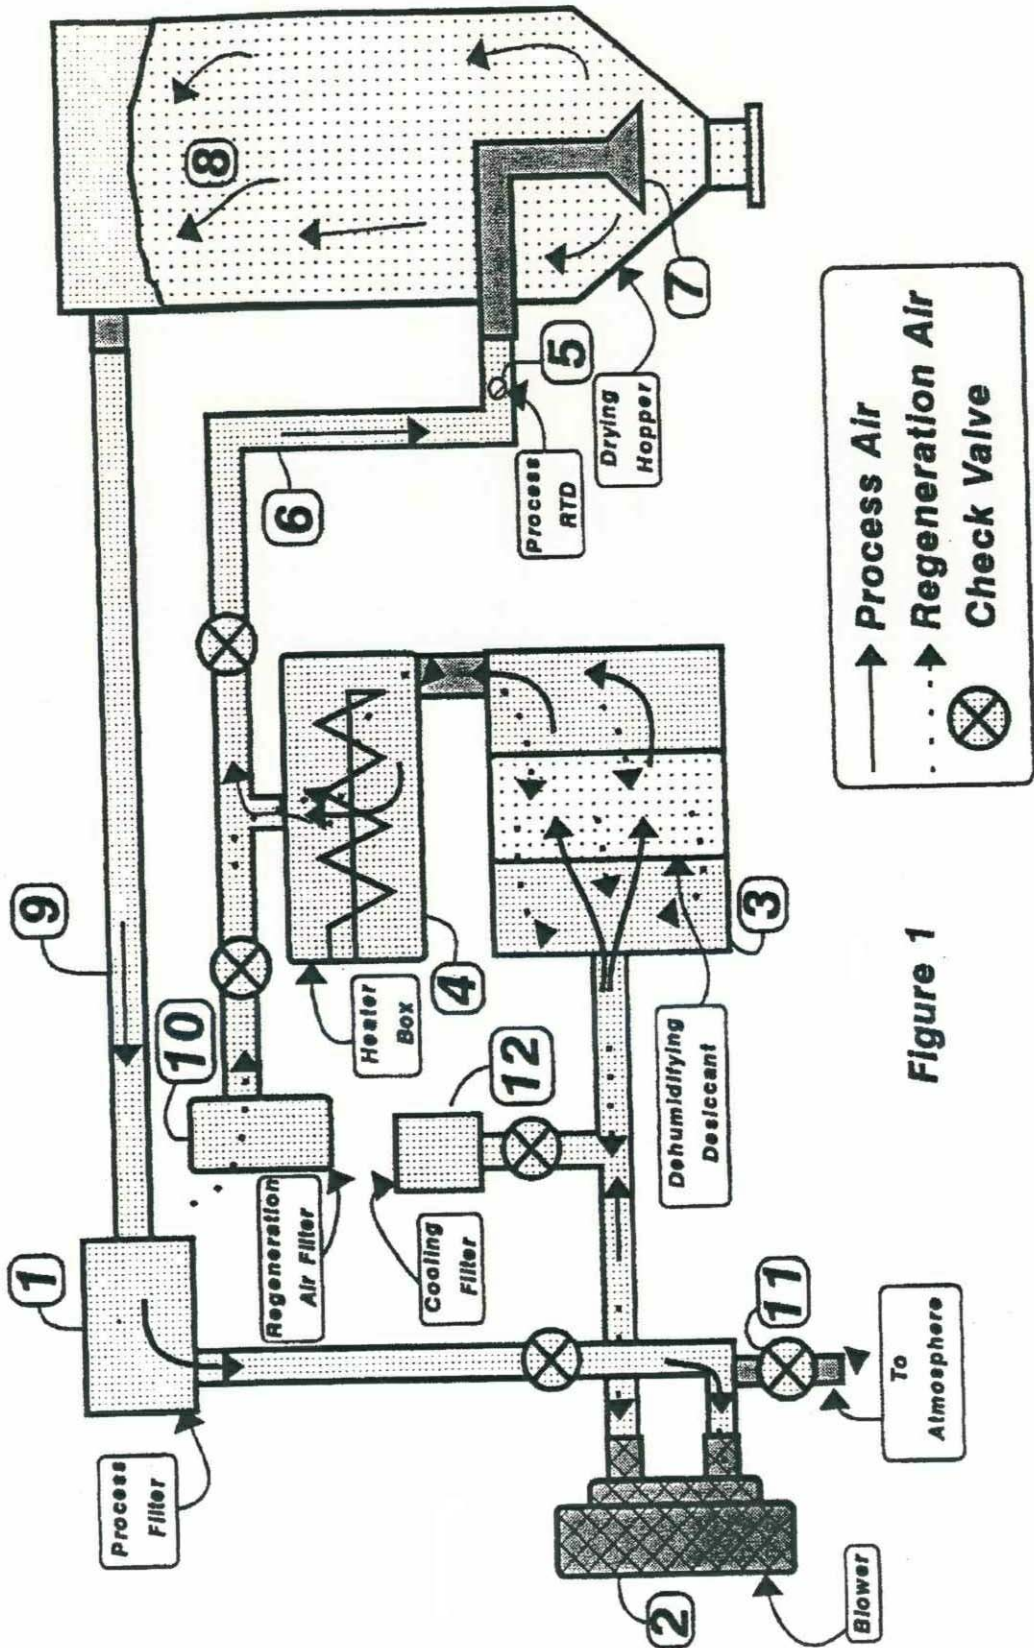 1
Process
Filter
9
8
10
Regeneration
Air Filter
6
Heater
Box
4
Cooling
Filter
12
Process
RTD
5
Drying
Hopper
7
2
Blower
11
To
Atmosphere
Dehumidifying
Desiccant
3
Process Air
Regeneration Air
Check Valve
Figure 1